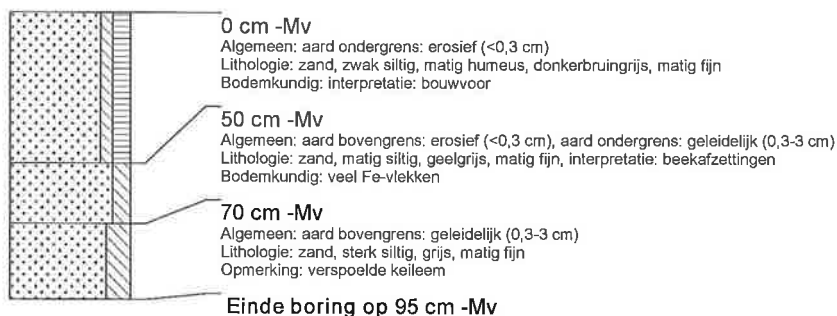 0 cm -Mv
Algemeen: aard ondergrens: erosief (<0,3 cm)
Lithologie: zand, zwak siltig, matig humeus, donkerbruingrijs, matig fijn
Bodemkundig: interpretatie: bouwvoor
50 cm -Mv
Algemeen: aard bovengrens: erosief (<0,3 cm), aard ondergrens: geleidelijk (0,3-3 cm)
Lithologie: zand, matig siltig, geelgrijs, matig fijn, interpretatie: beekafzettingen
Bodemkundig: veel Fe-vlekken
70 cm -Mv
Algemeen: aard bovengrens: geleidelijk (0,3-3 cm)
Lithologie: zand, sterk siltig, grijs, matig fijn
Opmerking: verspoelde keileem
Einde boring op 95 cm -Mv